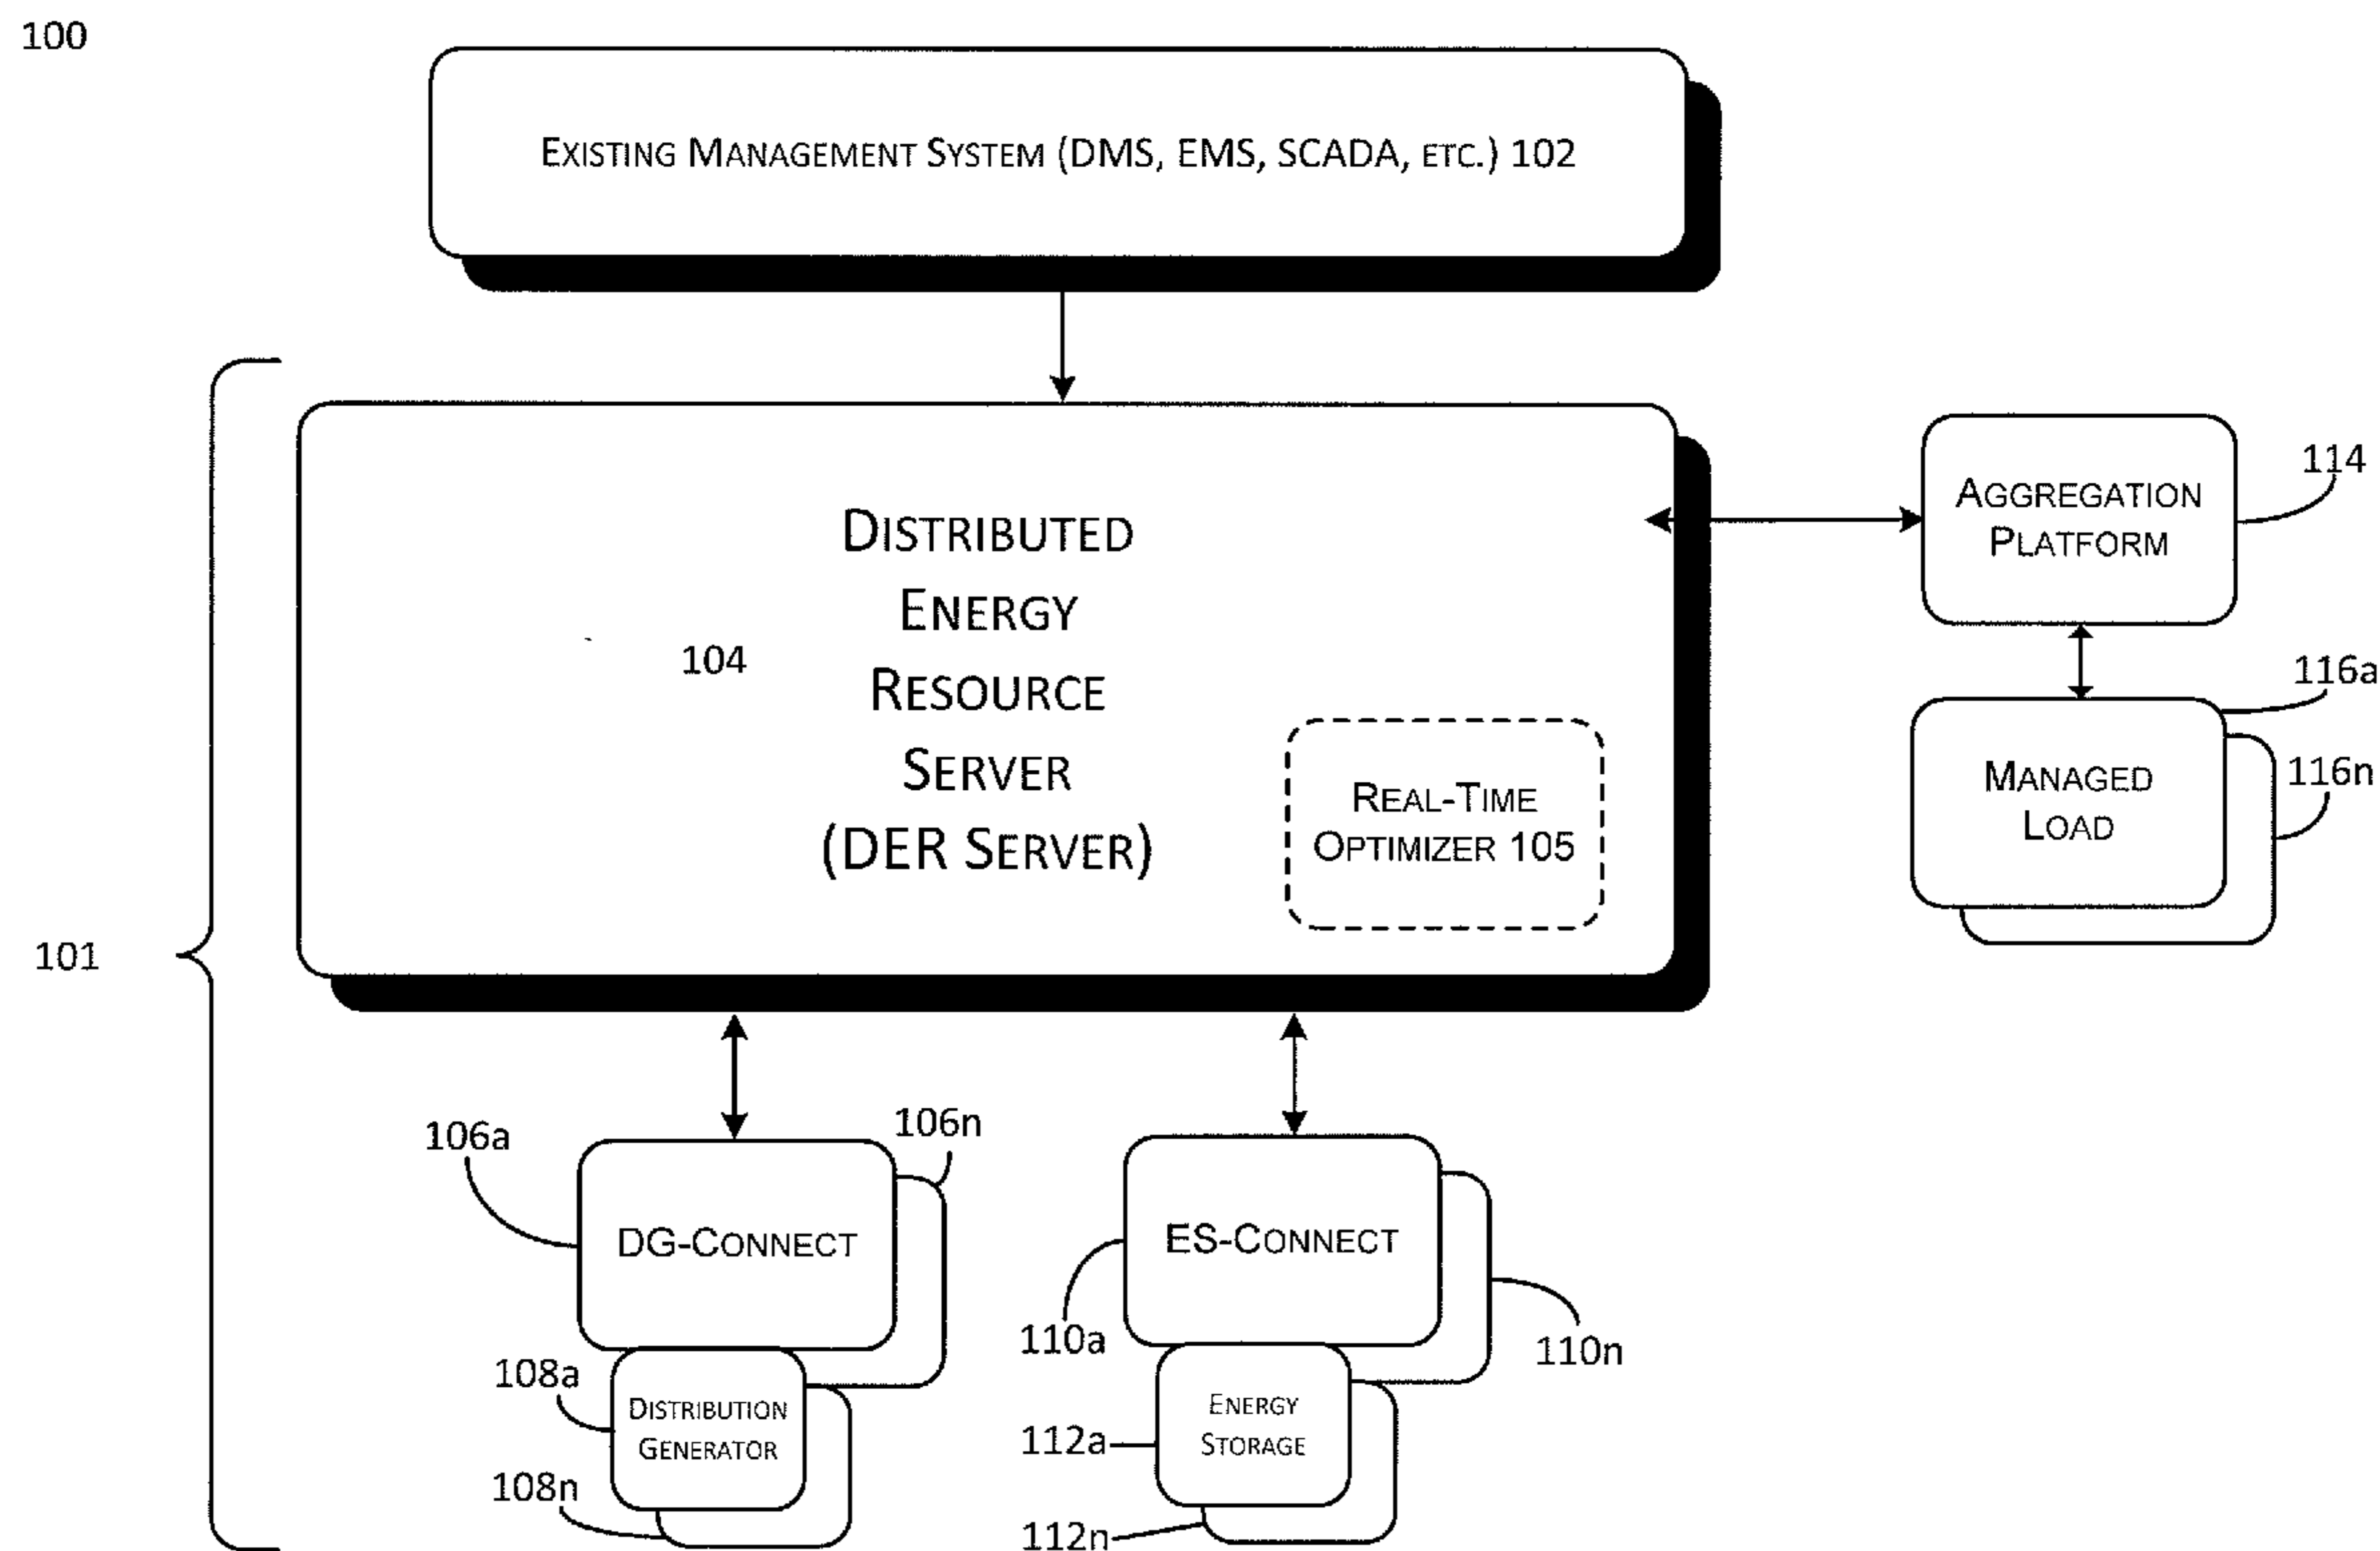 100
EXISTING MANAGEMENT SYSTEM (DMS, EMS, SCADA, ETC.) 102
DISTRIBUTED
ENERGY
RESOURCE
SERVER
(DER SERVER)
104
REAL-TIME
OPTIMIZER 105
AGGREGATION
PLATFORM
114
116a
MANAGED
LOAD
116n
101
106a
106n
DG-CONNECT
ES-CONNECT
110a
110n
108a
DISTRIBUTION
GENERATOR
108n
ENERGY
STORAGE
112a
112n